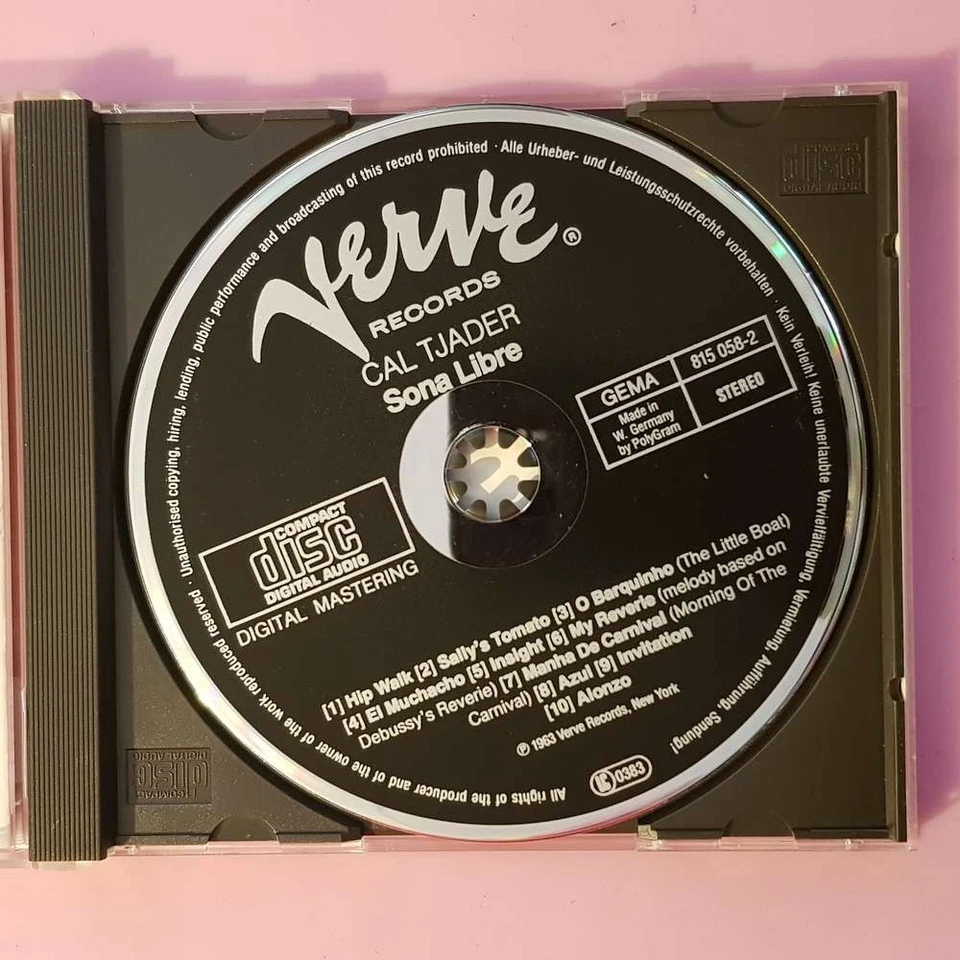 Unauthorised copying, hiring, lending, public performance and broadcasting of this record prohibited · Alle Urheber- und Leistungsschutzrechte vorbehalten · Kein Verleih! Keine unerlaubte Vervielfältigung, Vermietung, Aufführung, Sendung!
Verve®
RECORDS
CAL TJADER
Sona Libre
GEMA
Made in
W. Germany
by PolyGram
815 058-2
STEREO
COMPACT
disc
DIGITAL AUDIO
DIGITAL MASTERING
[1] Hip Walk [2] Sally's Tomato [3] O Barquinho (The Little Boat)
[4] El Muchacho [5] Insight [6] My Reverie (melody based on
Debussy's Reverie) [7] Manha De Carnival (Morning Of The
Carnival) [8] Azul [9] Invitation
[10] Alonzo
℗ 1963 Verve Records, New York
LC 0383
All rights of the producer and of the owner of the work reproduced reserved ·
COMPACT
disc
DIGITAL AUDIO
COMPACT
disc
DIGITAL AUDIO